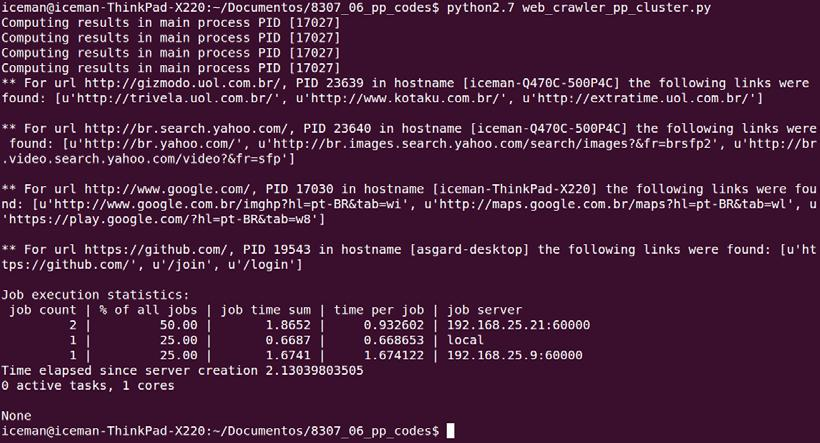 iceman@iceman-ThinkPad-X220:~/Documentos/8307_06_pp_codes$ python2.7 web_crawler_pp_cluster.py
Computing results in main process PID [17027]
Computing results in main process PID [17027]
Computing results in main process PID [17027]
Computing results in main process PID [17027]
** For url http://gizmodo.uol.com.br/, PID 23639 in hostname [iceman-Q470C-500P4C] the following links were
found: [u'http://trivela.uol.com.br/', u'http://www.kotaku.com.br/', u'http://extratime.uol.com.br/']
** For url http://br.search.yahoo.com/, PID 23640 in hostname [iceman-Q470C-500P4C] the following links were
 found: [u'http://br.yahoo.com/', u'http://br.images.search.yahoo.com/search/images?&fr=brsfp2', u'http://br
.video.search.yahoo.com/video?&fr=sfp']
** For url http://www.google.com/, PID 17030 in hostname [iceman-ThinkPad-X220] the following links were fou
nd: [u'http://www.google.com.br/imghp?hl=pt-BR&tab=wi', u'http://maps.google.com.br/maps?hl=pt-BR&tab=wl', u
'https://play.google.com/?hl=pt-BR&tab=w8']
** For url https://github.com/, PID 19543 in hostname [asgard-desktop] the following links were found: [u'ht
tps://github.com/', u'/join', u'/login']
Job execution statistics:
 job count | % of all jobs | job time sum | time per job | job server
         2 |         50.00 |       1.8652 |     0.932602 | 192.168.25.21:60000
         1 |         25.00 |       0.6687 |     0.668653 | local
         1 |         25.00 |       1.6741 |     1.674122 | 192.168.25.9:60000
Time elapsed since server creation 2.13039803505
0 active tasks, 1 cores
None
iceman@iceman-ThinkPad-X220:~/Documentos/8307_06_pp_codes$